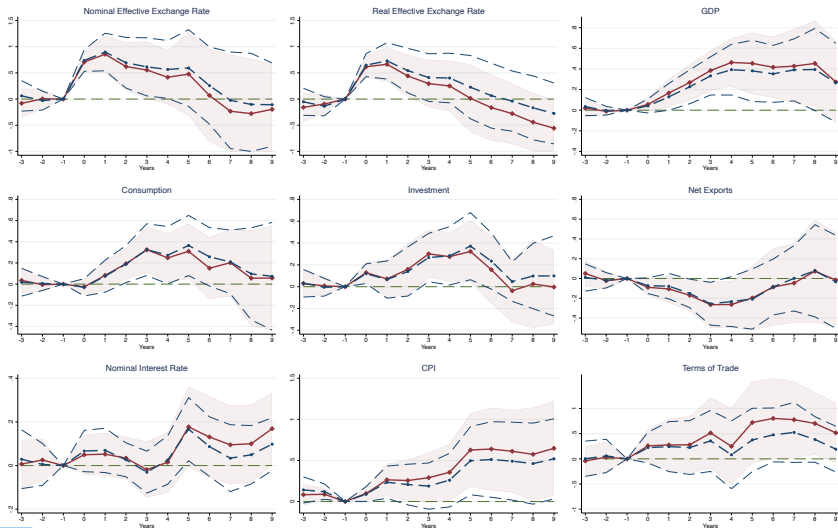 Nominal Effective Exchange Rate
1.5
1
.5
0
-.5
-1
-3 -2 -1 0 1 2 3 4 5 6 7 8 9
Years
Real Effective Exchange Rate
1.5
1
.5
0
-.5
-1
-3 -2 -1 0 1 2 3 4 5 6 7 8 9
Years
GDP
.8
.6
.4
.2
0
-.2
-.4
-3 -2 -1 0 1 2 3 4 5 6 7 8 9
Years
Consumption
.8
.6
.4
.2
0
-.2
-.4
-3 -2 -1 0 1 2 3 4 5 6 7 8 9
Years
Investment
.8
.6
.4
.2
0
-.2
-.4
-3 -2 -1 0 1 2 3 4 5 6 7 8 9
Years
Net Exports
.8
.6
.4
.2
0
-.2
-.4
-3 -2 -1 0 1 2 3 4 5 6 7 8 9
Years
Nominal Interest Rate
.4
.2
0
-.2
-3 -2 -1 0 1 2 3 4 5 6 7 8 9
Years
CPI
1.5
1
.5
0
-3 -2 -1 0 1 2 3 4 5 6 7 8 9
Years
Terms of Trade
1
.5
0
-.5
-1
-3 -2 -1 0 1 2 3 4 5 6 7 8 9
Years